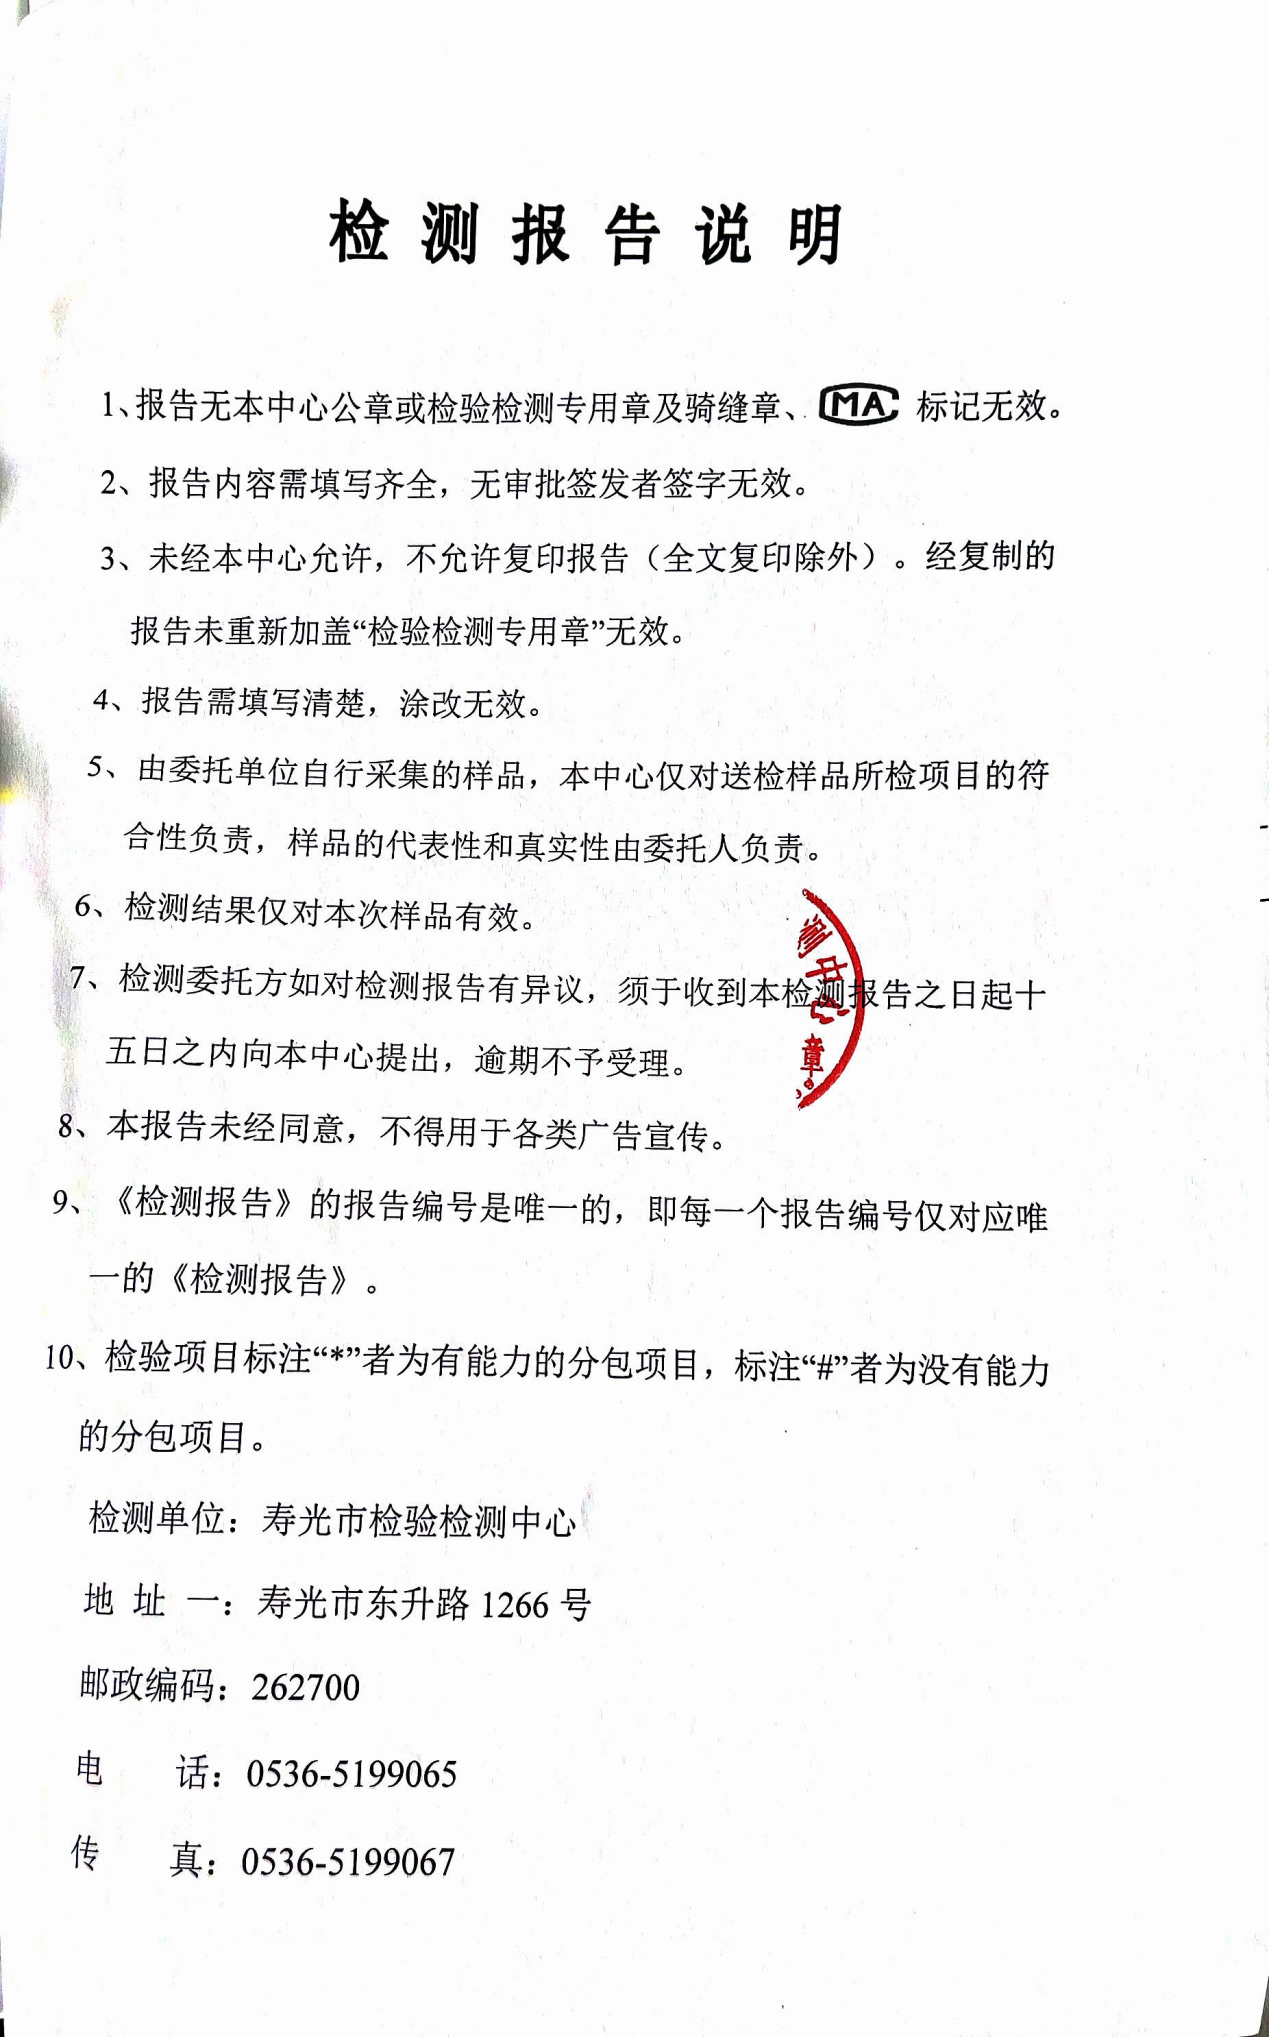 检测报告说明
1、报告无本中心公章或检验检测专用章及骑缝章、CMA 标记无效。
2、报告内容需填写齐全，无审批签发者签字无效。
3、未经本中心允许，不允许复印报告（全文复印除外）。经复制的
报告未重新加盖“检验检测专用章”无效。
4、报告需填写清楚，涂改无效。
5、由委托单位自行采集的样品，本中心仅对送检样品所检项目的符
合性负责，样品的代表性和真实性由委托人负责。
6、检测结果仅对本次样品有效。
7、检测委托方如对检测报告有异议，须于收到本检测报告之日起十
五日之内向本中心提出，逾期不予受理。
8、本报告未经同意，不得用于各类广告宣传。
9、《检测报告》的报告编号是唯一的，即每一个报告编号仅对应唯
一的《检测报告》。
10、检验项目标注“*”者为有能力的分包项目，标注“#”者为没有能力
的分包项目。
检测单位：寿光市检验检测中心
地 址 一：寿光市东升路 1266 号
邮政编码：262700
电 话：0536-5199065
传 真：0536-5199067
章